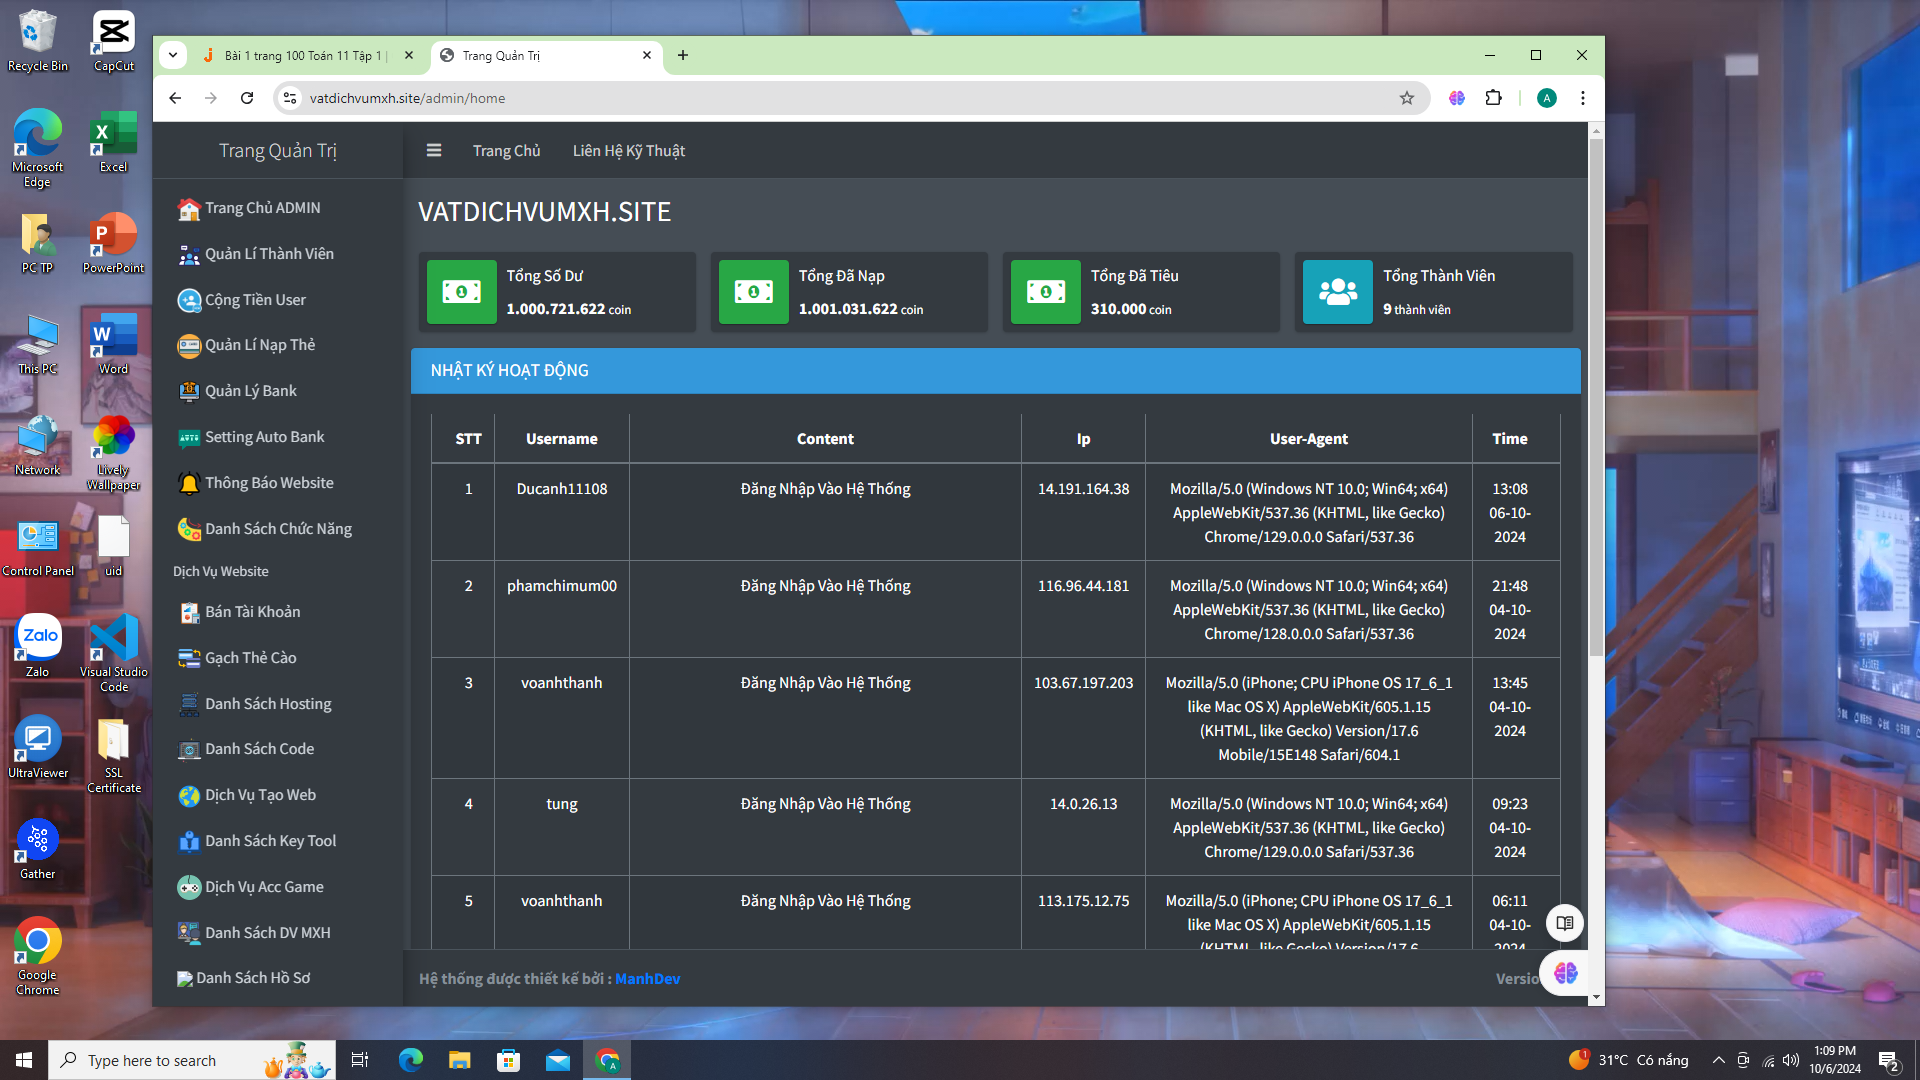 Recycle Bin
CapCut
Microsoft
Edge
Excel
PC TP
PowerPoint
This PC
Word
Network
Lively
Wallpaper
Control Panel
uid
Zalo
Zalo
Visual Studio
Code
UltraViewer
SSL
Certificate
Gather
Google
Chrome
Bài 1 trang 100 Toán 11 Tập 1 |
Trang Quản Trị
vatdichvumxh.site/admin/home
A
Trang Quản Trị
Trang Chủ
Liên Hệ Kỹ Thuật
Trang Chủ ADMIN
Quản Lí Thành Viên
Cộng Tiền User
Quản Lí Nạp Thẻ
Quản Lý Bank
Setting Auto Bank
Thông Báo Website
Danh Sách Chức Năng
Dịch Vụ Website
Bán Tài Khoản
Gạch Thẻ Cào
Danh Sách Hosting
Danh Sách Code
Dịch Vụ Tạo Web
Danh Sách Key Tool
Dịch Vụ Acc Game
Danh Sách DV MXH
Danh Sách Hồ Sơ
VATDICHVUMXH.SITE
Tổng Số Dư
1.000.721.622 coin
Tổng Đã Nạp
1.001.031.622 coin
Tổng Đã Tiêu
310.000 coin
Tổng Thành Viên
9 thành viên
NHẬT KÝ HOẠT ĐỘNG
STT Username Content Ip User-Agent Time
1 Ducanh11108 Đăng Nhập Vào Hệ Thống 14.191.164.38 Mozilla/5.0 (Windows NT 10.0; Win64; x64) 13:08
AppleWebKit/537.36 (KHTML, like Gecko) 06-10-
Chrome/129.0.0.0 Safari/537.36 2024
2 phamchimum00 Đăng Nhập Vào Hệ Thống 116.96.44.181 Mozilla/5.0 (Windows NT 10.0; Win64; x64) 21:48
AppleWebKit/537.36 (KHTML, like Gecko) 04-10-
Chrome/128.0.0.0 Safari/537.36 2024
3 voanhthanh Đăng Nhập Vào Hệ Thống 103.67.197.203 Mozilla/5.0 (iPhone; CPU iPhone OS 17_6_1 13:45
like Mac OS X) AppleWebKit/605.1.15 04-10-
(KHTML, like Gecko) Version/17.6 2024
Mobile/15E148 Safari/604.1
4 tung Đăng Nhập Vào Hệ Thống 14.0.26.13 Mozilla/5.0 (Windows NT 10.0; Win64; x64) 09:23
AppleWebKit/537.36 (KHTML, like Gecko) 04-10-
Chrome/129.0.0.0 Safari/537.36 2024
5 voanhthanh Đăng Nhập Vào Hệ Thống 113.175.12.75 Mozilla/5.0 (iPhone; CPU iPhone OS 17_6_1 06:11
like Mac OS X) AppleWebKit/605.1.15 04-10-
(KHTML, like Gecko) Version/17.6 2024
Hệ thống được thiết kế bởi : ManhDev
Versio
Type here to search
31°C Có nắng
1:09 PM
10/6/2024
2